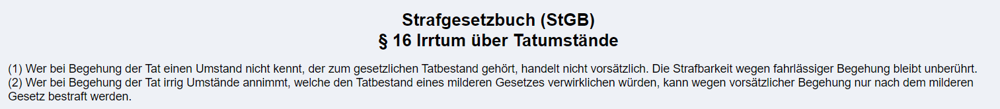 Strafgesetzbuch (StGB)
§ 16 Irrtum über Tatumstände
(1) Wer bei Begehung der Tat einen Umstand nicht kennt, der zum gesetzlichen Tatbestand gehört, handelt nicht vorsätzlich. Die Strafbarkeit wegen fahrlässiger Begehung bleibt unberührt.
(2) Wer bei Begehung der Tat irrig Umstände annimmt, welche den Tatbestand eines milderen Gesetzes verwirklichen würden, kann wegen vorsätzlicher Begehung nur nach dem milderen
Gesetz bestraft werden.